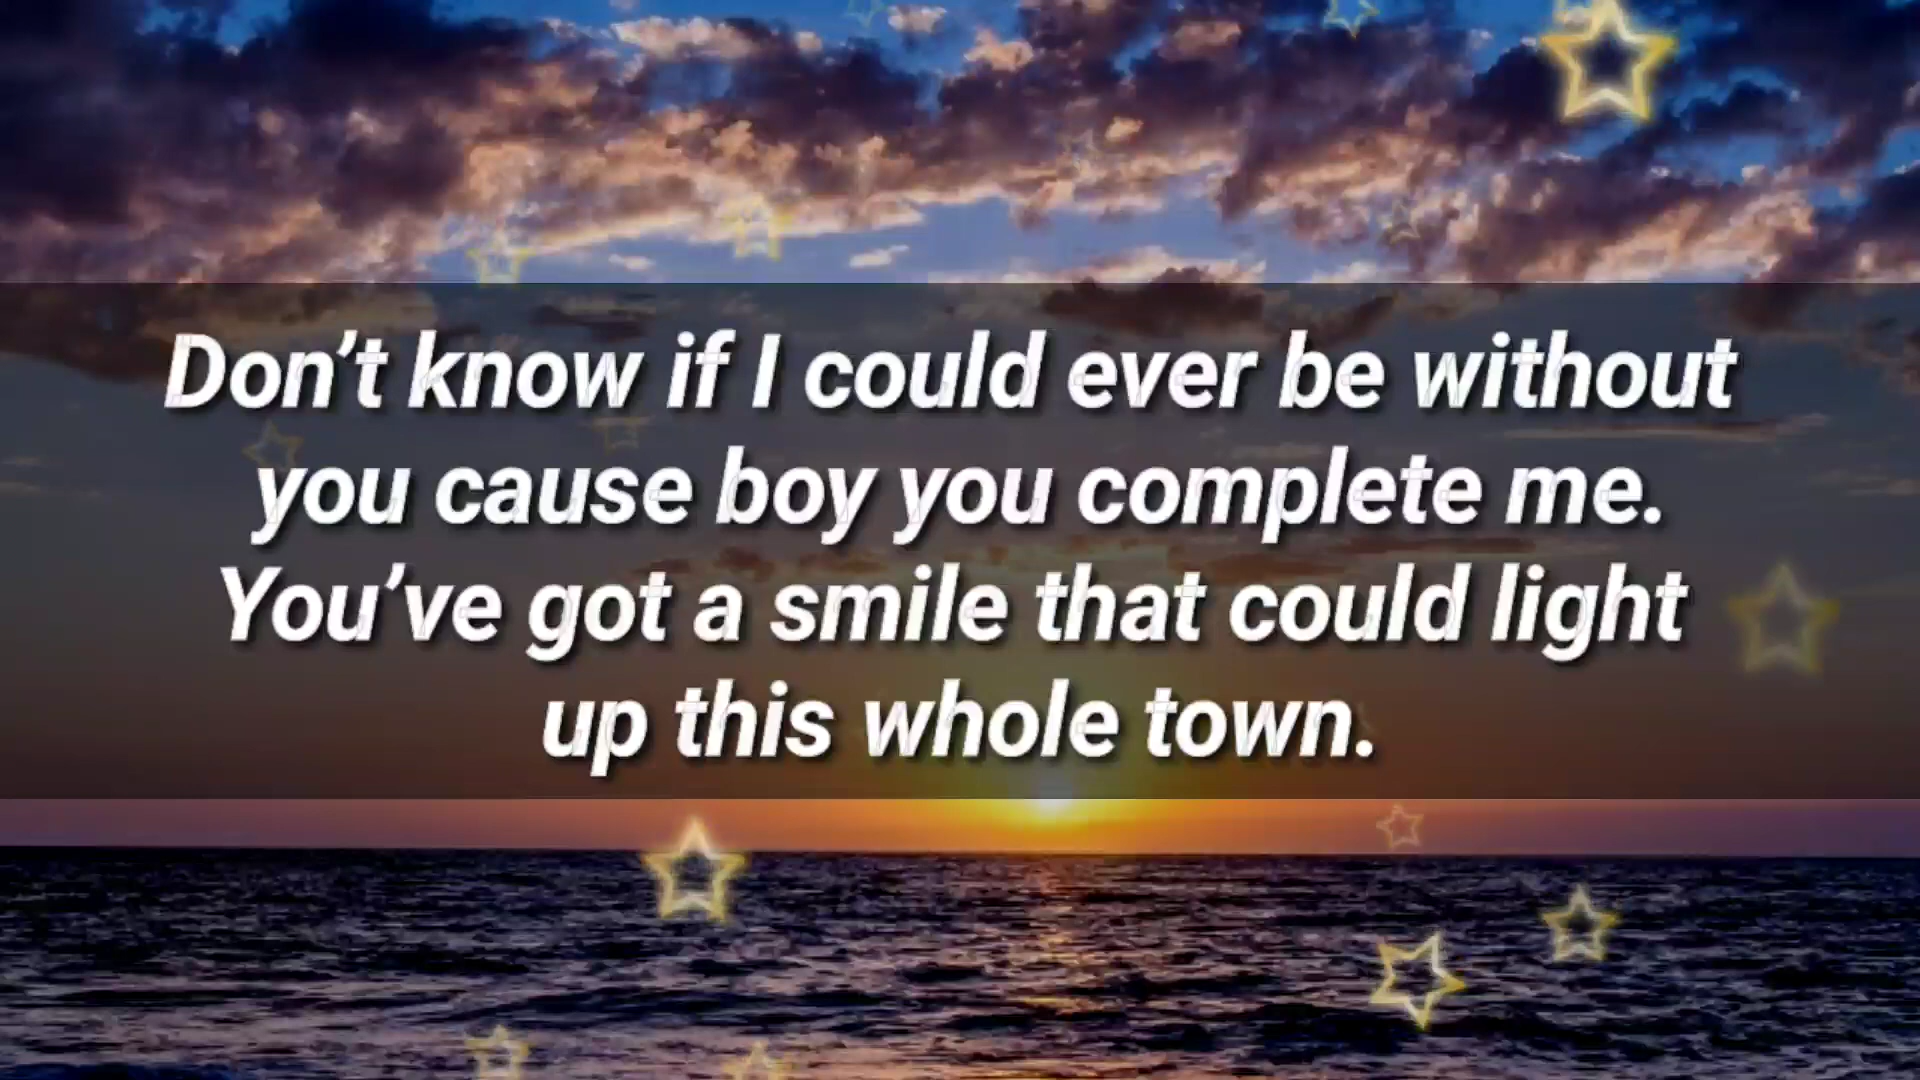 Don’t know if I could ever be without
you cause boy you complete me.
You’ve got a smile that could light
up this whole town.